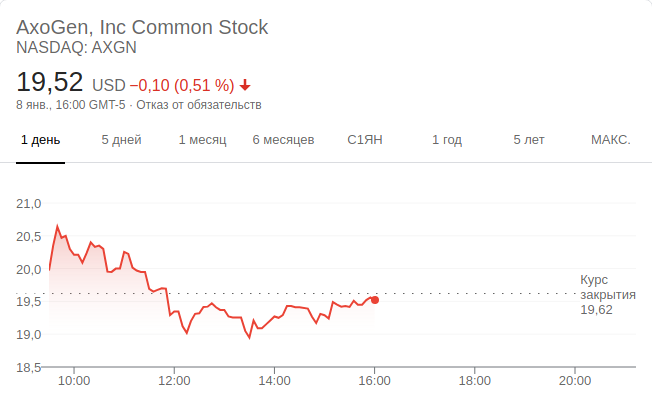 AxoGen, Inc Common Stock
NASDAQ: AXGN
19,52 USD −0,10 (0,51 %)
8 янв., 16:00 GMT-5 · Отказ от обязательств
1 день 5 дней 1 месяц 6 месяцев С1ЯН 1 год 5 лет МАКС.
21,0
20,5
20,0
19,5
19,0
18,5
Курс
закрытия
19,62
10:00 12:00 14:00 16:00 18:00 20:00